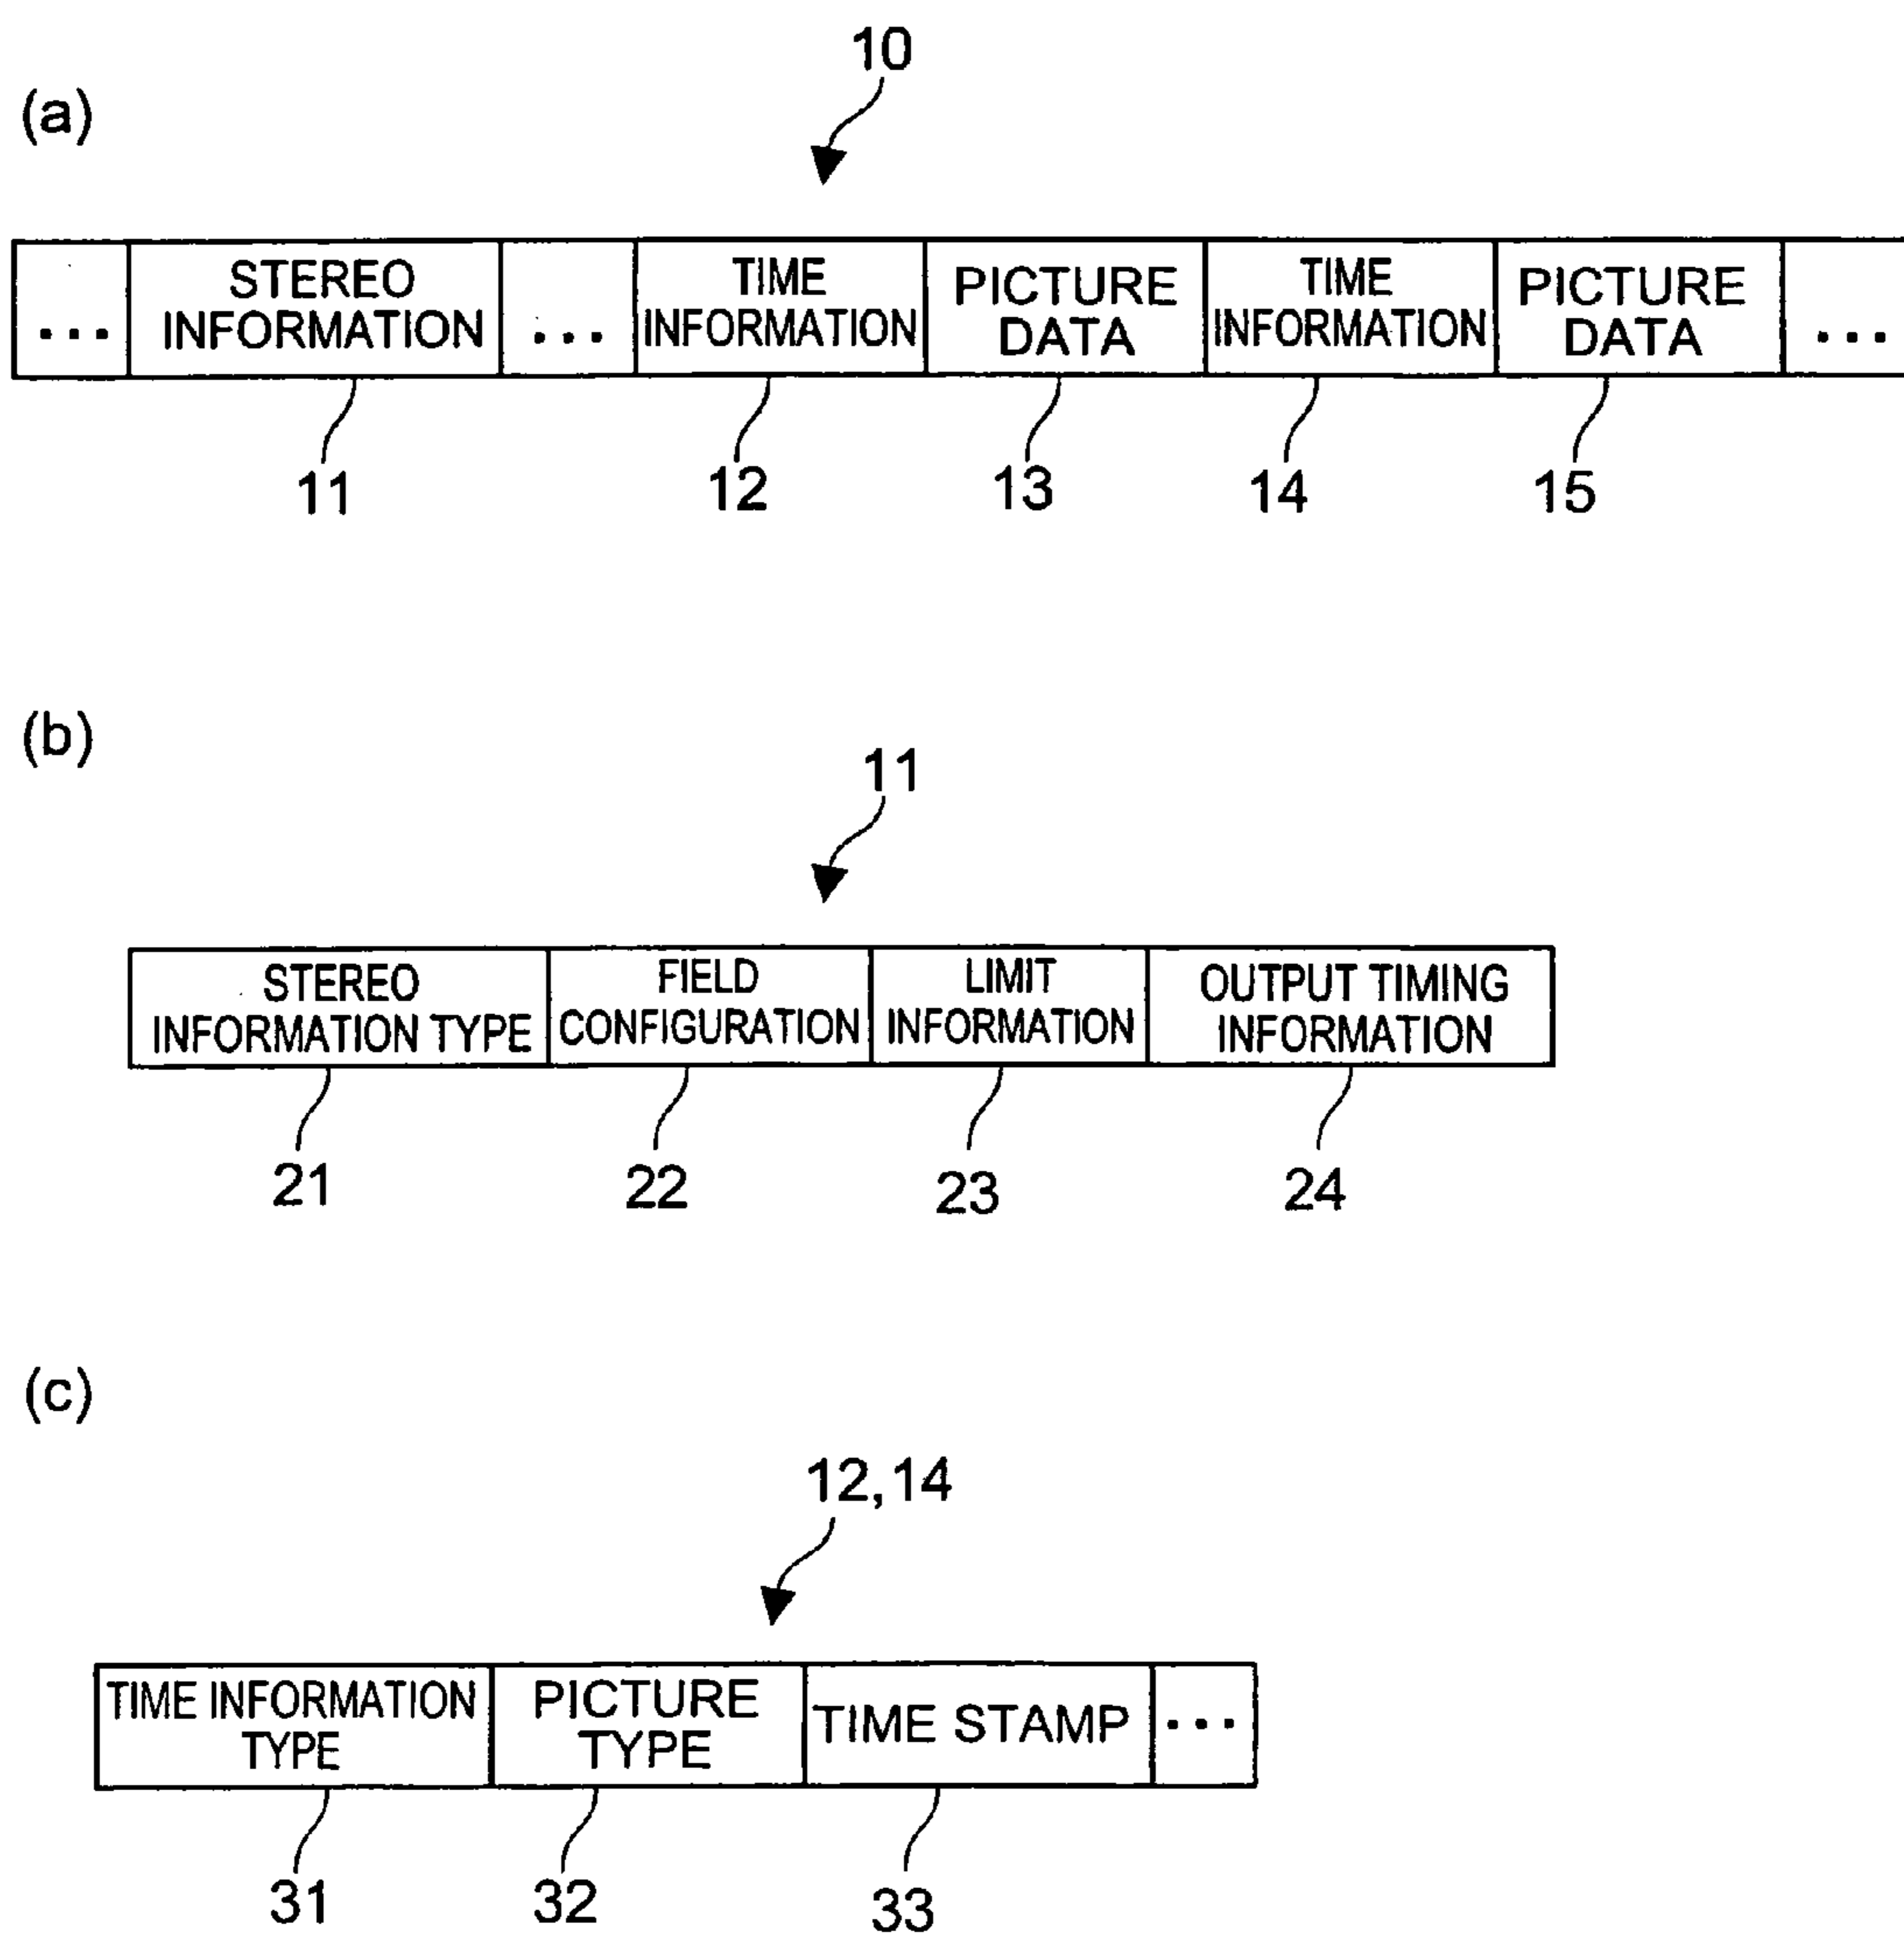 (a)
10
... STEREO INFORMATION ... TIME INFORMATION PICTURE DATA TIME INFORMATION PICTURE DATA ...
11 12 13 14 15
(b)
11
STEREO INFORMATION TYPE FIELD CONFIGURATION LIMIT INFORMATION OUTPUT TIMING INFORMATION
21 22 23 24
(c)
12,14
TIME INFORMATION TYPE PICTURE TYPE TIME STAMP ...
31 32 33